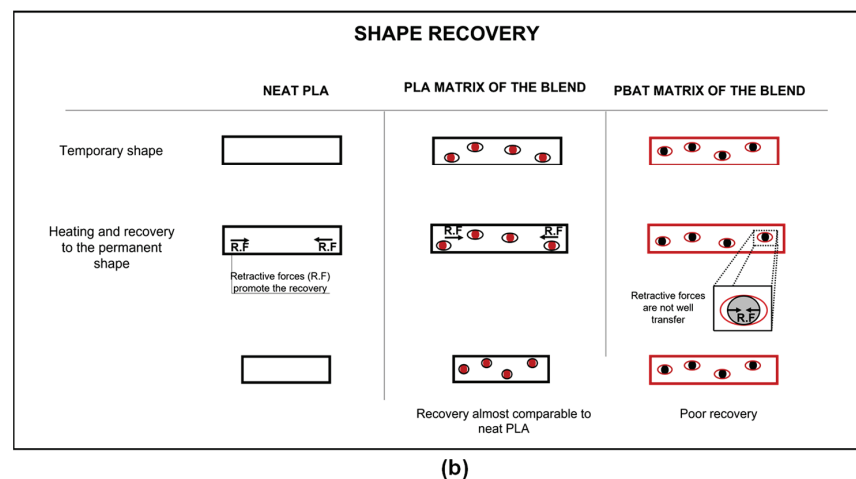 SHAPE RECOVERY
NEAT PLA
PLA MATRIX OF THE BLEND
PBAT MATRIX OF THE BLEND
Temporary shape
Heating and recovery
to the permanent
shape
R.F
R.F
Retractive forces (R.F)
promote the recovery
R.F
R.F
Retractive forces
are not well
transfer
R.F
Recovery almost comparable to
neat PLA
Poor recovery
(b)